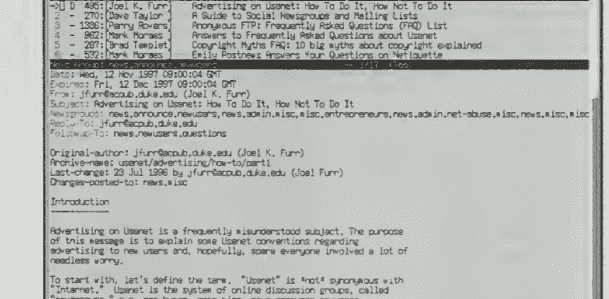 ->[] D 495:[Joel K. Furr] Advertising on Usenet: How To Do It, How Not To Do It
2 - 270:[Dave Taylor] A Guide to Social Newsgroups and Mailing Lists
3 - 1386:[Perry Rovers] Anonymous FTP: Frequently Asked Questions (FAQ) List
4 - 962:[Mark Moraes] Answers to Frequently Asked Questions about Usenet
5 - 287:[Brad Templet] Copyright Myths FAQ: 10 big myths about copyright explained
6 - 532:[Mark Moraes] Emily Postnews Answers Your Questions on Netiquette
News Group: news.announce.newusers
Date: Wed, 12 Nov 1997 09:00:04 GMT
Expires: Fri, 12 Dec 1997 09:00:04 GMT
From: jfurr@acpub.duke.edu (Joel K. Furr)
Subject: Advertising on Usenet: How To Do It, How Not To Do It
Newsgroups: news.announce.newusers,news.admin.misc,misc.entrepreneurs,news.admin.net-abuse.misc,misc
Reply-To: jfurr@acpub.duke.edu
Followup-To: news.newusers.questions
Original-author: jfurr@acpub.duke.edu (Joel K. Furr)
Archive-name: usenet/advertising/how-to/part1
Last-change: 23 Jul 1996 by jfurr@acpub.duke.edu (Joel Furr)
Changes-posted-to: news.misc
Introduction
Advertising on Usenet is a frequently misunderstood subject. The purpose
of this message is to explain some Usenet conventions regarding
advertising to new users and, hopefully, spare everyone involved a lot of
needless worry.
To start with, let's define the term. "Usenet" is *not* synonymous with
"Internet." Usenet is the system of online discussion groups, called